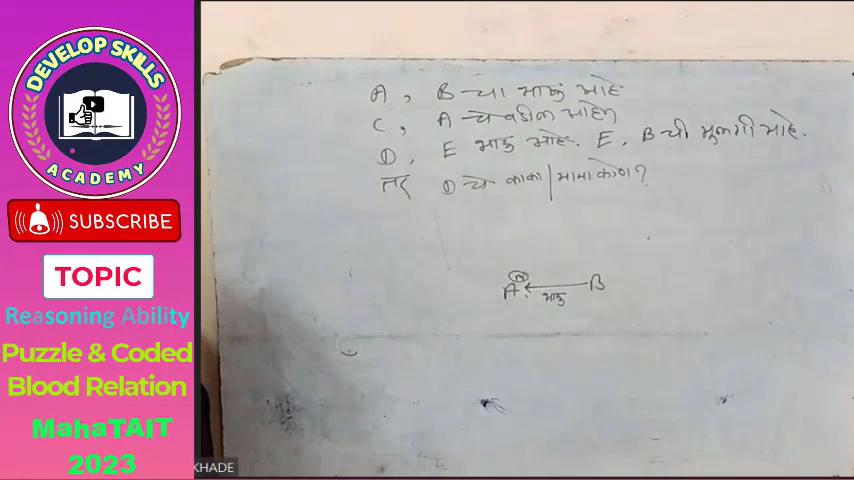 DEVELOP SKILLS
ACADEMY
SUBSCRIBE
TOPIC
Reasoning Ability
Puzzle & Coded
Blood Relation
MahaTAIT
2023
A, B च्या भाऊ आहे
C, A चे वडील आहेत
D, E भाऊ आहे. E, B ची मुलगी आहे.
तर D चे काका/मामा कोण?
m
A B
भाऊ
KHADE